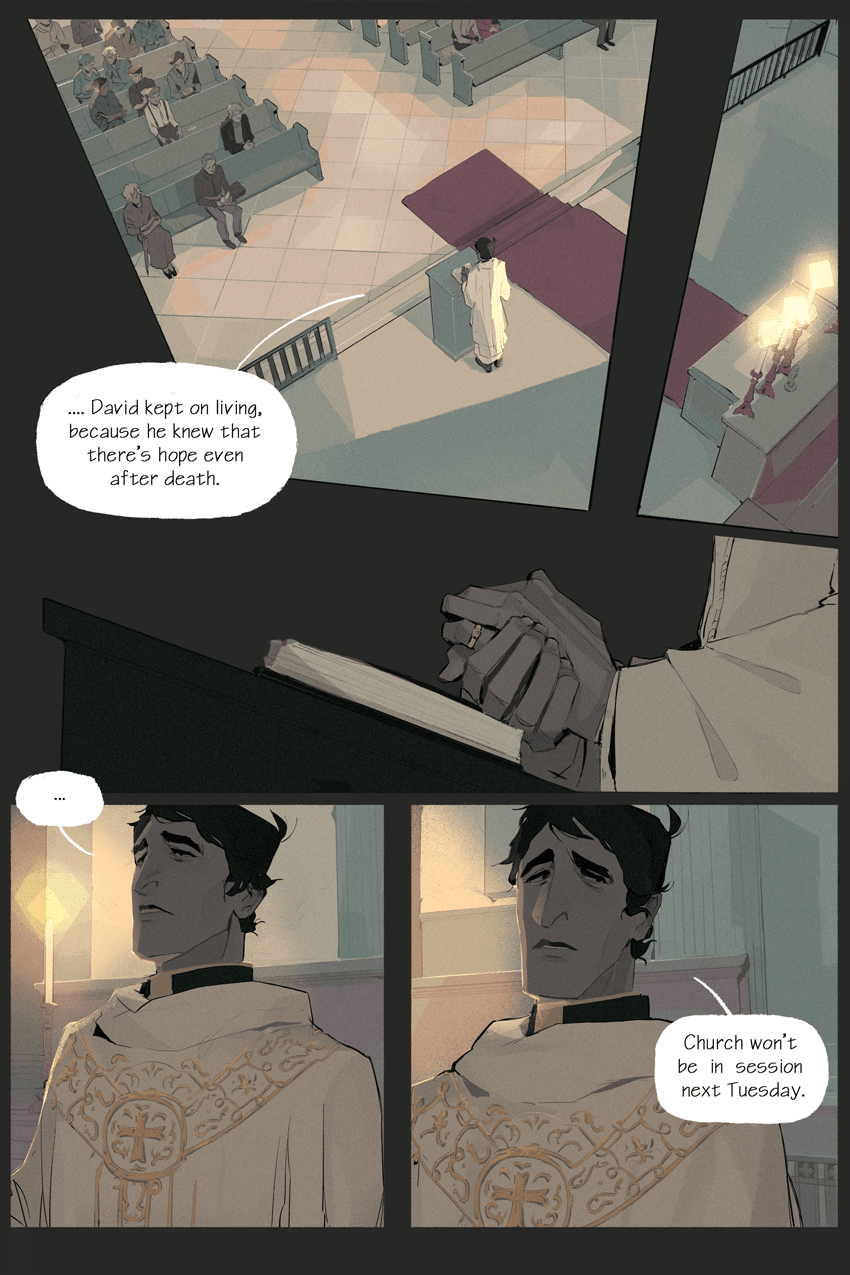 .... David kept on living,
because he knew that
there's hope even
after death.
...
Church won't
be in session
next Tuesday.